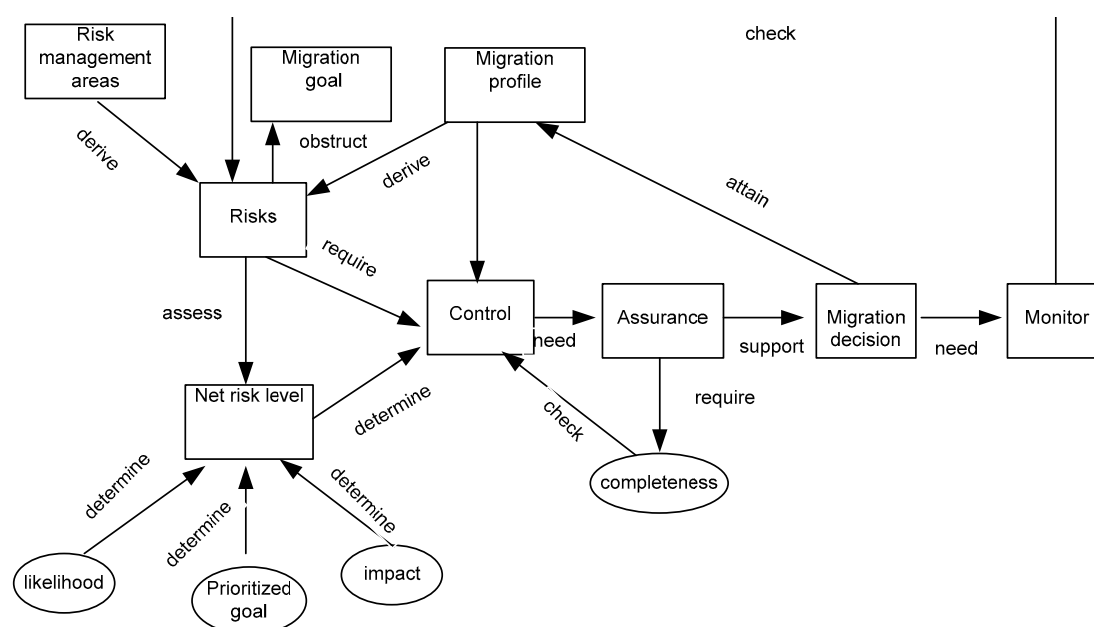 check
Risk
management
areas
Migration
goal
Migration
profile
derive
obstruct
derive
attain
Risks
require
assess
Control
need
Assurance
support
Migration
decision
need
Monitor
Net risk level
determine
require
check
completeness
determine
determine
determine
likelihood
Prioritized
goal
impact